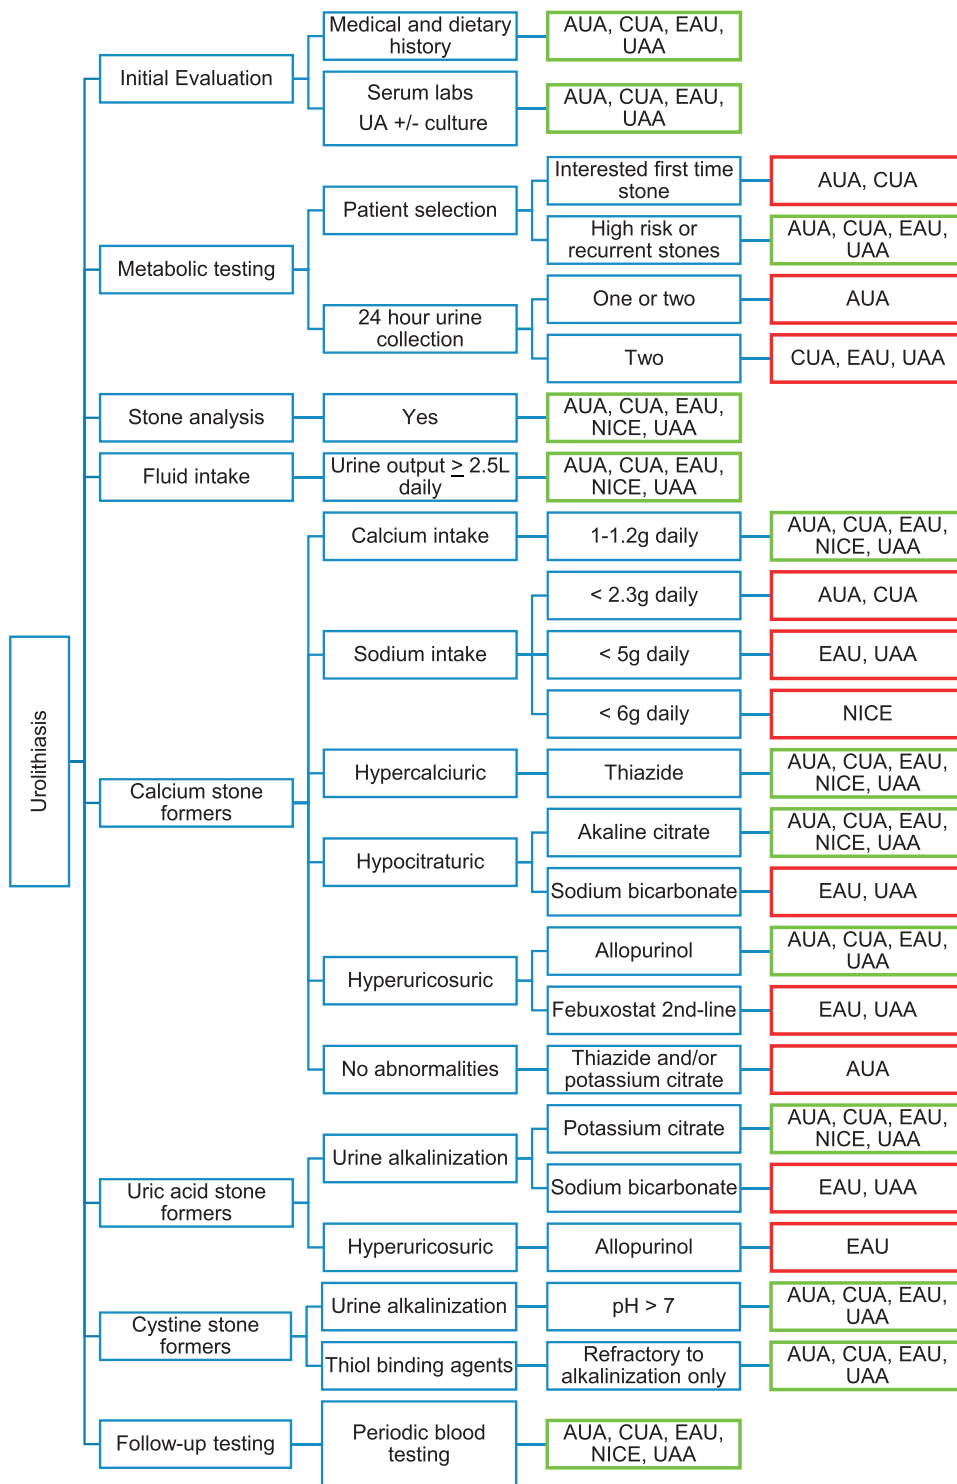 Urolithiasis
Initial Evaluation
Medical and dietary
history
AUA, CUA, EAU,
UAA
Serum labs
UA +/- culture
AUA, CUA, EAU,
UAA
Metabolic testing
Patient selection
Interested first time
stone
AUA, CUA
High risk or
recurrent stones
AUA, CUA, EAU,
UAA
24 hour urine
collection
One or two
AUA
Two
CUA, EAU, UAA
Stone analysis
Yes
AUA, CUA, EAU,
NICE, UAA
Fluid intake
Urine output ≥ 2.5L
daily
AUA, CUA, EAU,
NICE, UAA
Calcium stone
formers
Calcium intake
1-1.2g daily
AUA, CUA, EAU,
NICE, UAA
Sodium intake
< 2.3g daily
AUA, CUA
< 5g daily
EAU, UAA
< 6g daily
NICE
Hypercalciuric
Thiazide
AUA, CUA, EAU,
NICE, UAA
Hypocitraturic
Akaline citrate
AUA, CUA, EAU,
NICE, UAA
Sodium bicarbonate
EAU, UAA
Hyperuricosuric
Allopurinol
AUA, CUA, EAU,
UAA
Febuxostat 2nd-line
EAU, UAA
No abnormalities
Thiazide and/or
potassium citrate
AUA
Uric acid stone
formers
Urine alkalinization
Potassium citrate
AUA, CUA, EAU,
NICE, UAA
Sodium bicarbonate
EAU, UAA
Hyperuricosuric
Allopurinol
EAU
Cystine stone
formers
Urine alkalinization
pH > 7
AUA, CUA, EAU,
UAA
Thiol binding agents
Refractory to
alkalinization only
AUA, CUA, EAU,
UAA
Follow-up testing
Periodic blood
testing
AUA, CUA, EAU,
NICE, UAA